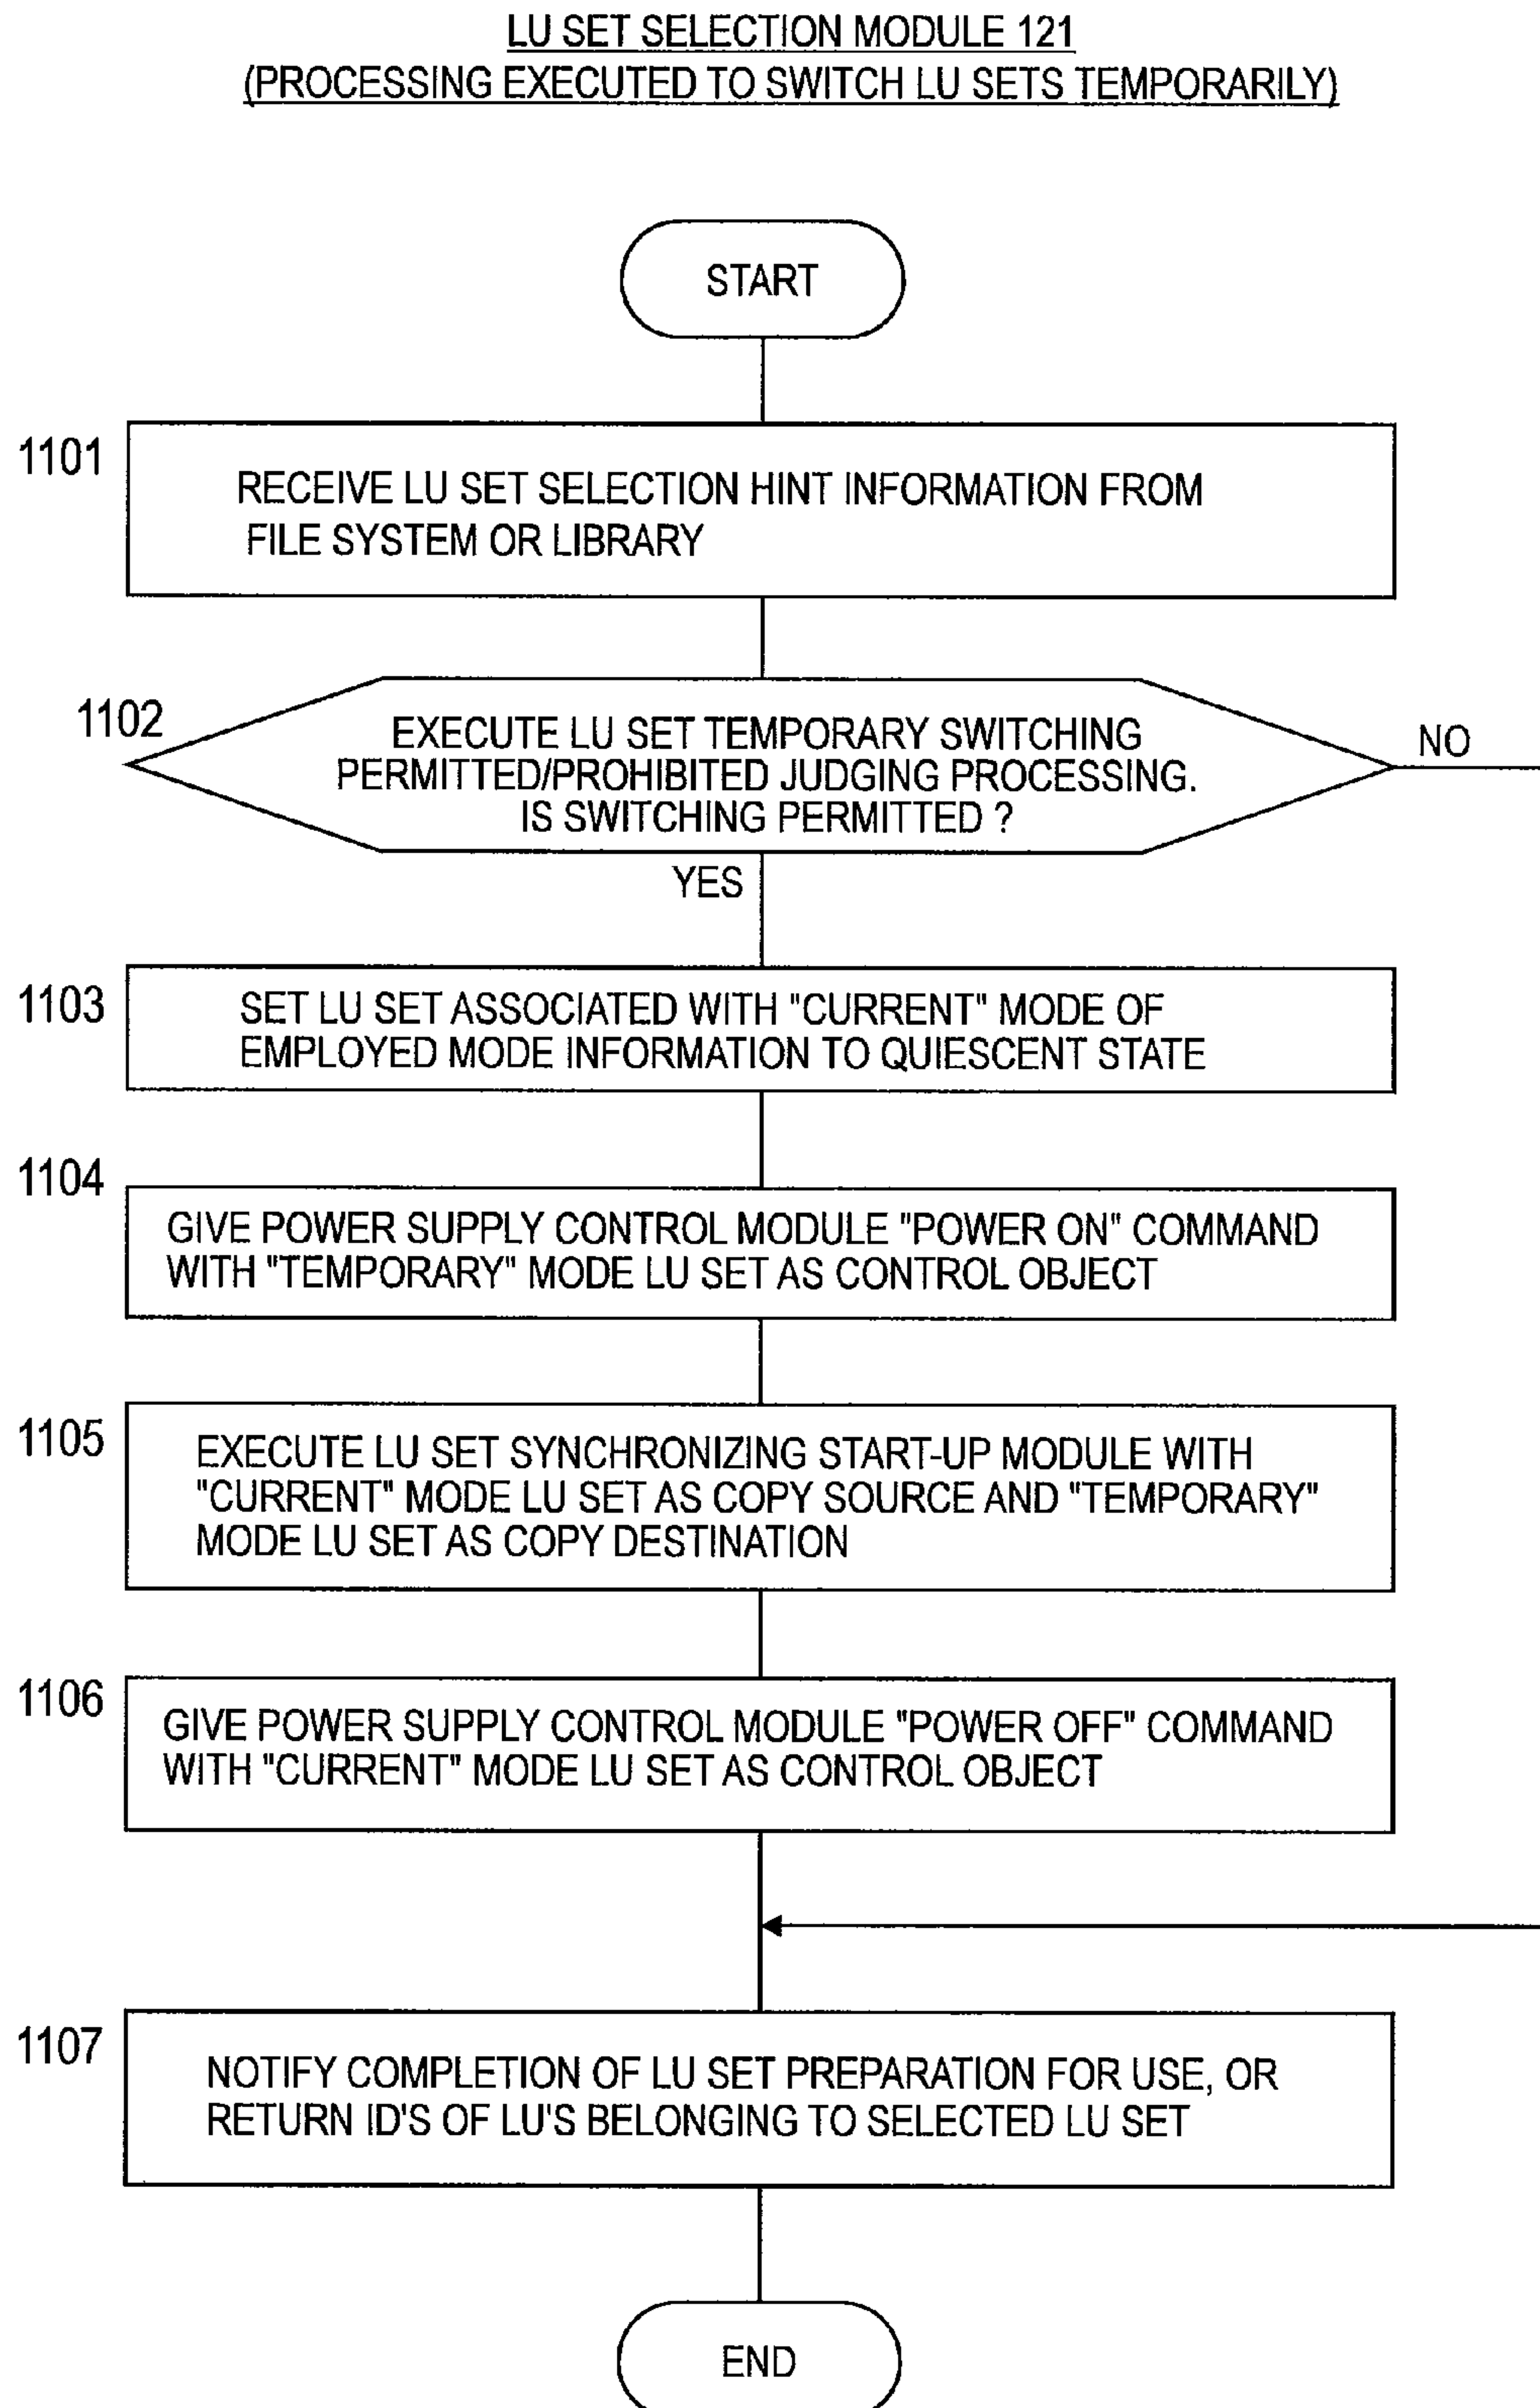 LU SET SELECTION MODULE 121
(PROCESSING EXECUTED TO SWITCH LU SETS TEMPORARILY)
START
1101
RECEIVE LU SET SELECTION HINT INFORMATION FROM
FILE SYSTEM OR LIBRARY
1102
EXECUTE LU SET TEMPORARY SWITCHING
PERMITTED/PROHIBITED JUDGING PROCESSING.
IS SWITCHING PERMITTED ?
NO
YES
1103
SET LU SET ASSOCIATED WITH "CURRENT" MODE OF
EMPLOYED MODE INFORMATION TO QUIESCENT STATE
1104
GIVE POWER SUPPLY CONTROL MODULE "POWER ON" COMMAND
WITH "TEMPORARY" MODE LU SET AS CONTROL OBJECT
1105
EXECUTE LU SET SYNCHRONIZING START-UP MODULE WITH
"CURRENT" MODE LU SET AS COPY SOURCE AND "TEMPORARY"
MODE LU SET AS COPY DESTINATION
1106
GIVE POWER SUPPLY CONTROL MODULE "POWER OFF" COMMAND
WITH "CURRENT" MODE LU SET AS CONTROL OBJECT
1107
NOTIFY COMPLETION OF LU SET PREPARATION FOR USE, OR
RETURN ID'S OF LU'S BELONGING TO SELECTED LU SET
END